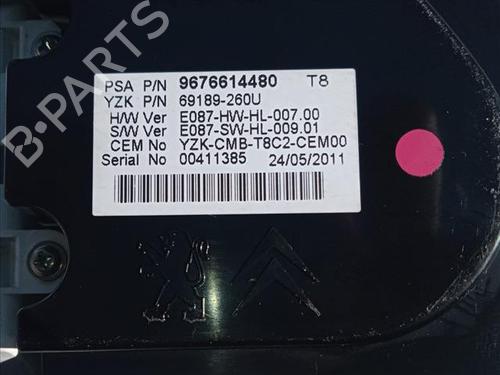 PSA P/N 9676614480 T8
YZK P/N 69189-260U
H/W Ver E087-HW-HL-007.00
S/W Ver E087-SW-HL-009.01
CEM No YZK-CMB-T8C2-CEM00
Serial No 00411385 24/05/2011
B-PARTS